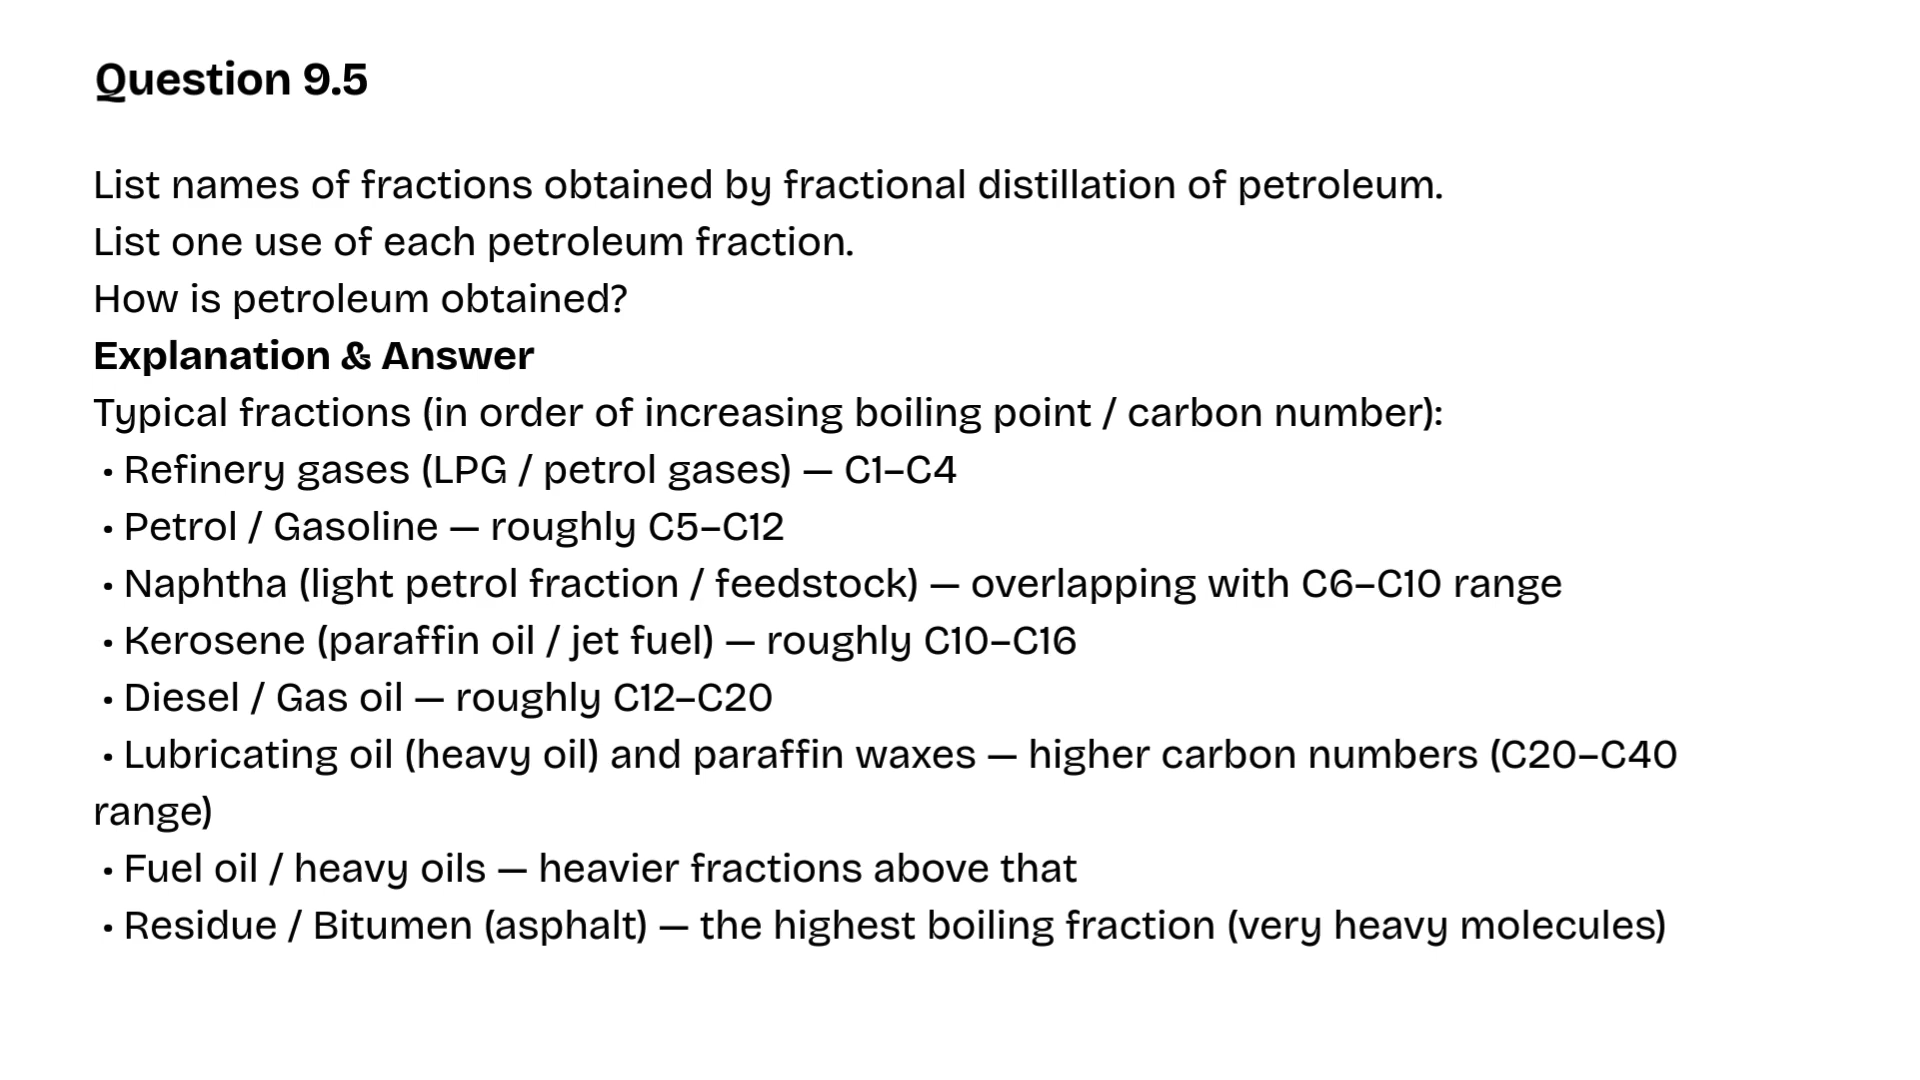 Question 9.5
List names of fractions obtained by fractional distillation of petroleum.
List one use of each petroleum fraction.
How is petroleum obtained?
Explanation & Answer
Typical fractions (in order of increasing boiling point / carbon number):
• Refinery gases (LPG / petrol gases) — C1–C4
• Petrol / Gasoline — roughly C5–C12
• Naphtha (light petrol fraction / feedstock) — overlapping with C6–C10 range
• Kerosene (paraffin oil / jet fuel) — roughly C10–C16
• Diesel / Gas oil — roughly C12–C20
• Lubricating oil (heavy oil) and paraffin waxes — higher carbon numbers (C20–C40
range)
• Fuel oil / heavy oils — heavier fractions above that
• Residue / Bitumen (asphalt) — the highest boiling fraction (very heavy molecules)